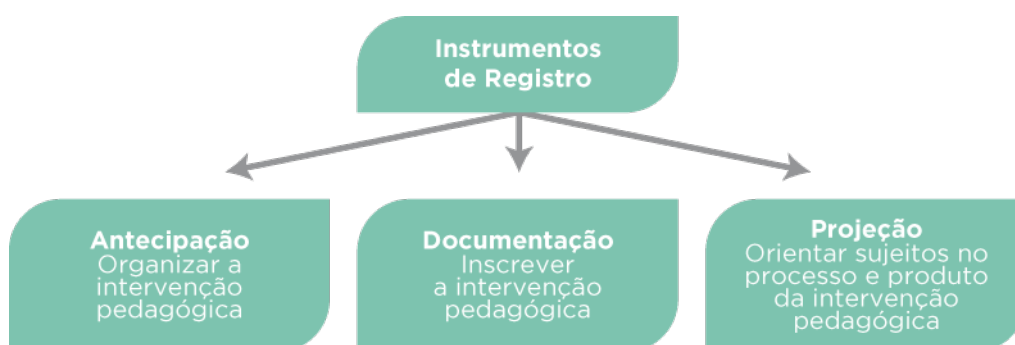 Instrumentos
de Registro
Antecipação
Organizar a
intervenção
pedagógica
Documentação
Inscrever
a intervenção
pedagógica
Projeção
Orientar sujeitos no
processo e produto
da intervenção
pedagógica